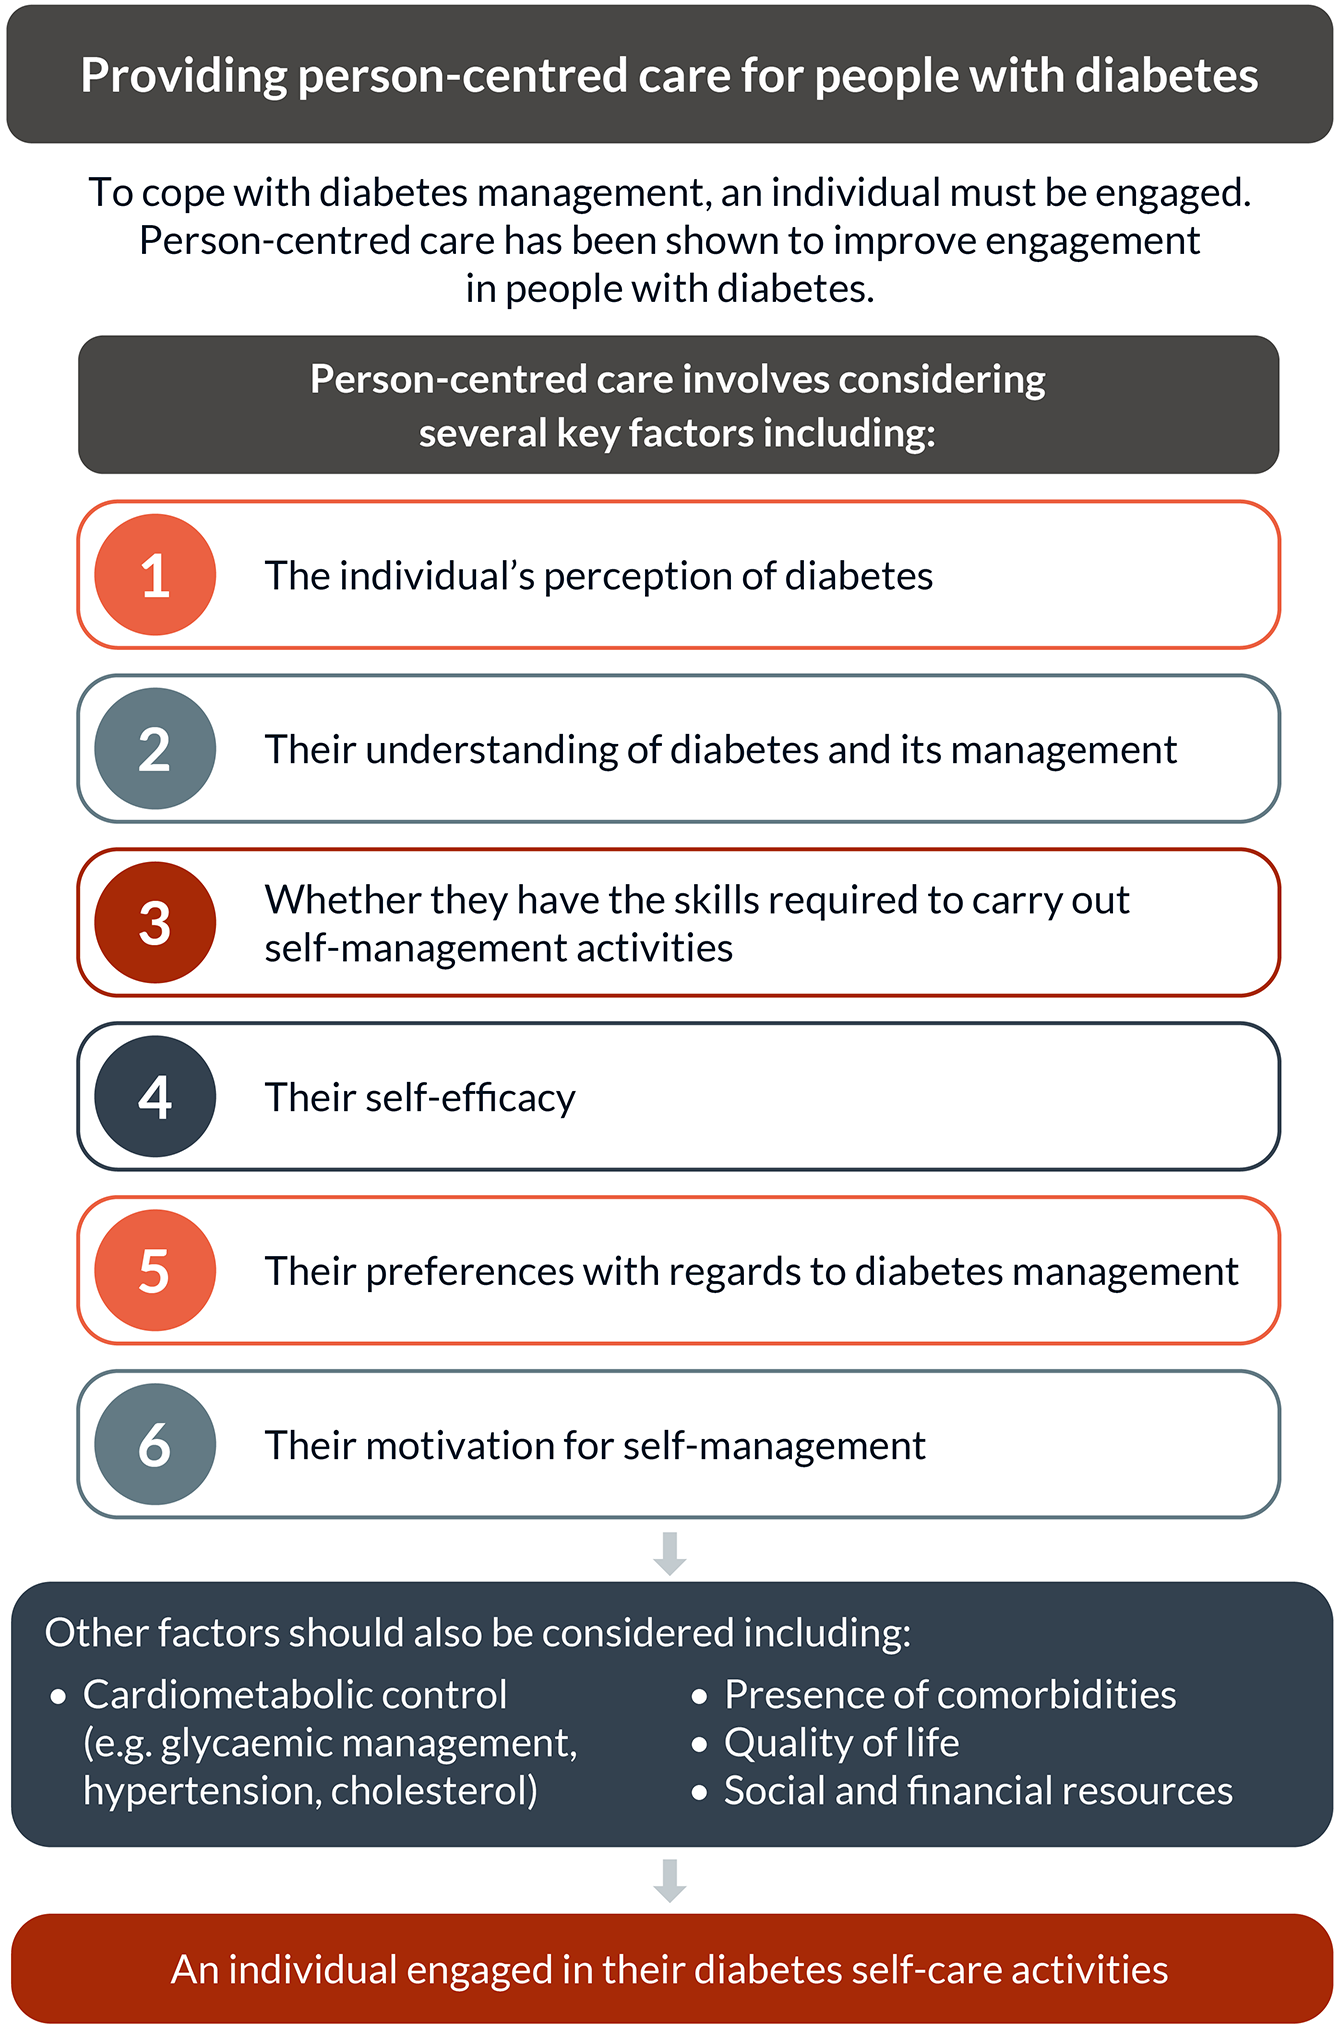 Providing person-centred care for people with diabetes
To cope with diabetes management, an individual must be engaged.
Person-centred care has been shown to improve engagement
in people with diabetes.
Person-centred care involves considering
several key factors including:
1
The individual’s perception of diabetes
2
Their understanding of diabetes and its management
3
Whether they have the skills required to carry out
self-management activities
4
Their self-efficacy
5
Their preferences with regards to diabetes management
6
Their motivation for self-management
Other factors should also be considered including:
• Cardiometabolic control
(e.g. glycaemic management,
hypertension, cholesterol)
• Presence of comorbidities
• Quality of life
• Social and financial resources
An individual engaged in their diabetes self-care activities